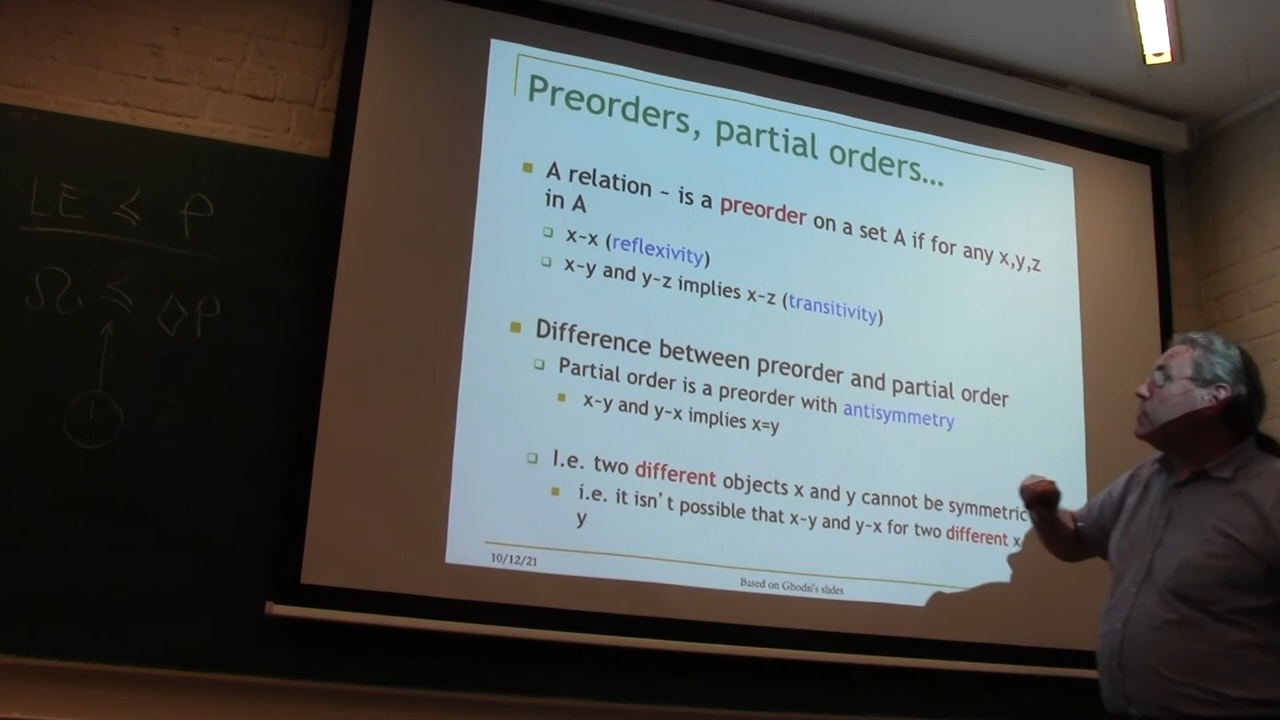 LE ≼ P
Ω ≼ ◇P
1
Preorders, partial orders...
A relation ~ is a preorder on a set A if for any x,y,z
in A
x~x (reflexivity)
x~y and y~z implies x~z (transitivity)
Difference between preorder and partial order
Partial order is a preorder with antisymmetry
x~y and y~x implies x=y
I.e. two different objects x and y cannot be symmetric
i.e. it isn't possible that x~y and y~x for two different x
y
10/12/21
Based on Ghodsi's slides